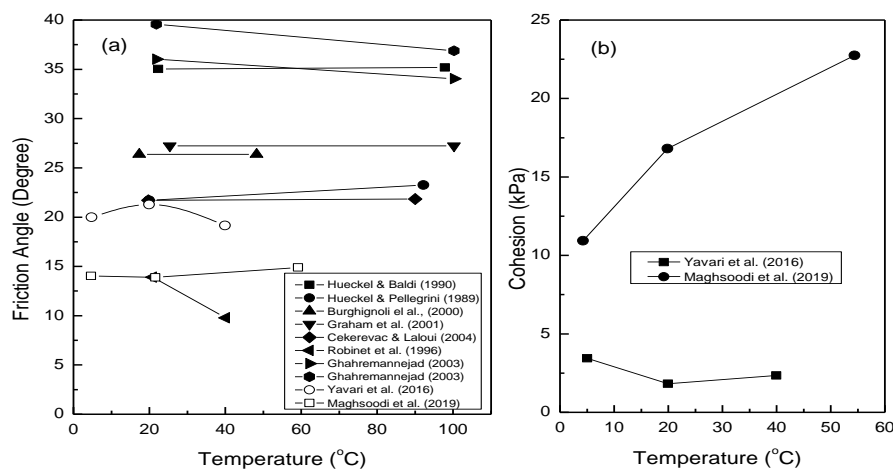 (a)
Friction Angle (Degree)
40
35
30
25
20
15
10
5
0
0 20 40 60 80 100
Temperature (°C)
Hueckel & Baldi (1990)
Hueckel & Pellegrini (1989)
Burghignoli el al., (2000)
Graham et al. (2001)
Cekerevac & Laloui (2004)
Robinet et al. (1996)
Ghahremannejad (2003)
Ghahremannejad (2003)
Yavari et al. (2016)
Maghsoodi et al. (2019)
(b)
Cohesion (kPa)
25
20
15
10
5
0
0 10 20 30 40 50 60
Temperature (°C)
Yavari et al. (2016)
Maghsoodi et al. (2019)